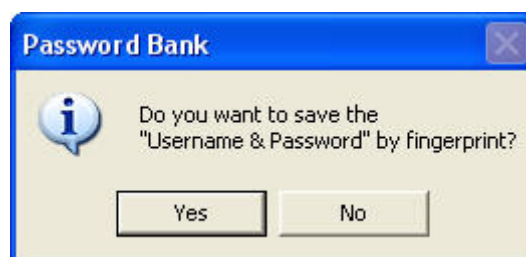 Password Bank
Do you want to save the
"Username & Password" by fingerprint?
Yes
No